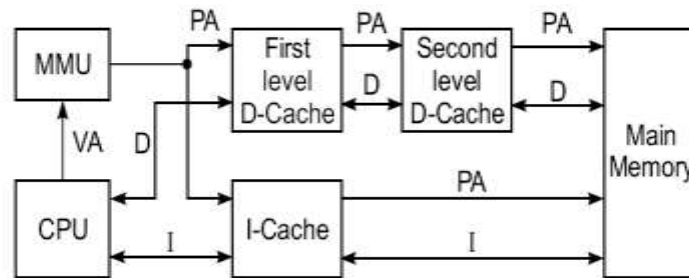 PA
PA
PA
MMU
First
level
D-Cache
Second
level
D-Cache
D
D
VA
D
Main
Memory
PA
CPU
I-Cache
I
I